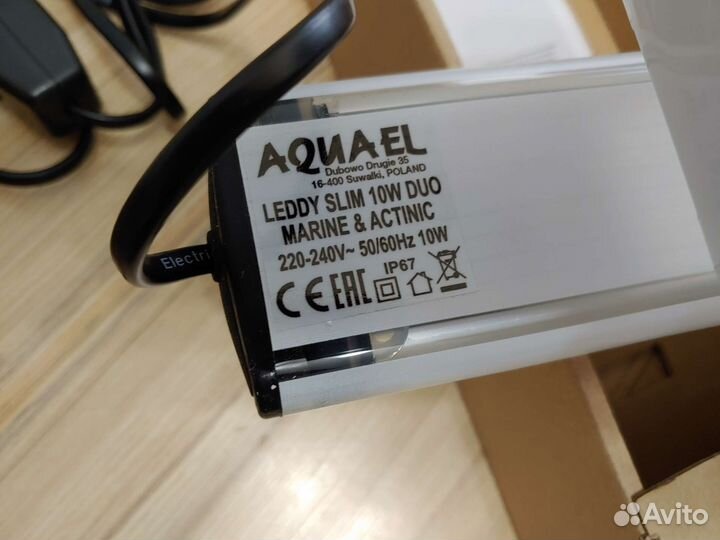 AQUAEL
Dubowo Drugie 35
16-400 Suwalki, POLAND
LEDDY SLIM 10W DUO
MARINE & ACTINIC
220-240V~ 50/60Hz 10W
IP67
CE EAC
Electri
Avito